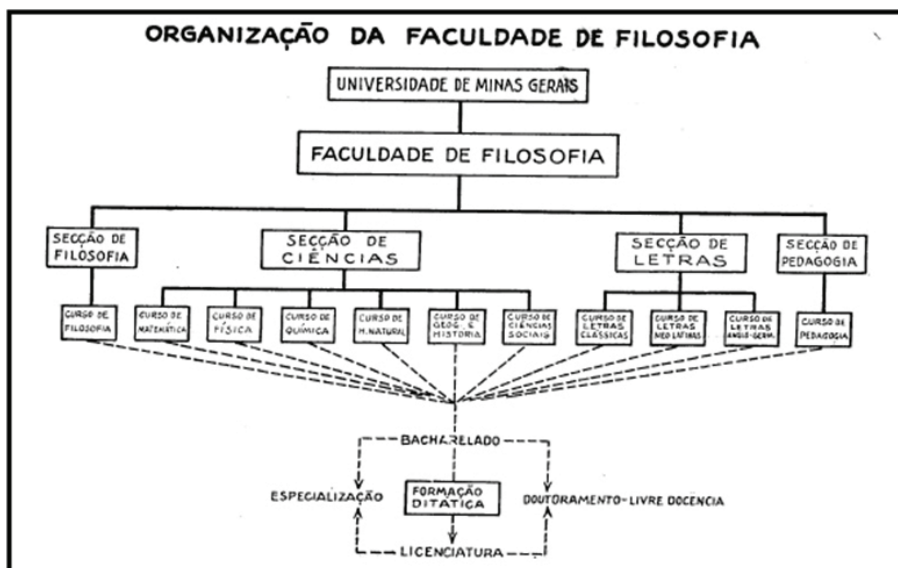 ORGANIZAÇÃO DA FACULDADE DE FILOSOFIA
UNIVERSIDADE DE MINAS GERAIS
FACULDADE DE FILOSOFIA
SECÇÃO DE
FILOSOFIA
SECÇÃO DE
CIÊNCIAS
SECÇÃO DE
LETRAS
SECÇÃO DE
PEDAGOGIA
CURSO DE
FILOSOFIA
CURSO DE
MATEMÁTICA
CURSO DE
FÍSICA
CURSO DE
QUÍMICA
CURSO DE
H. NATURAL
CURSO DE
GEOG. E
HISTÓRIA
CURSO DE
CIÊNCIAS
SOCIAIS
CURSO DE
LETRAS
CLÁSSICAS
CURSO DE
LETRAS
NEO LATINAS
CURSO DE
LETRAS
ANGLO-GERM.
CURSO DE
PEDAGOGIA
BACHARELADO
ESPECIALIZAÇÃO
FORMAÇÃO
DITÁTICA
DOUTORAMENTO-LIVRE DOCENCIA
LICENCIATURA